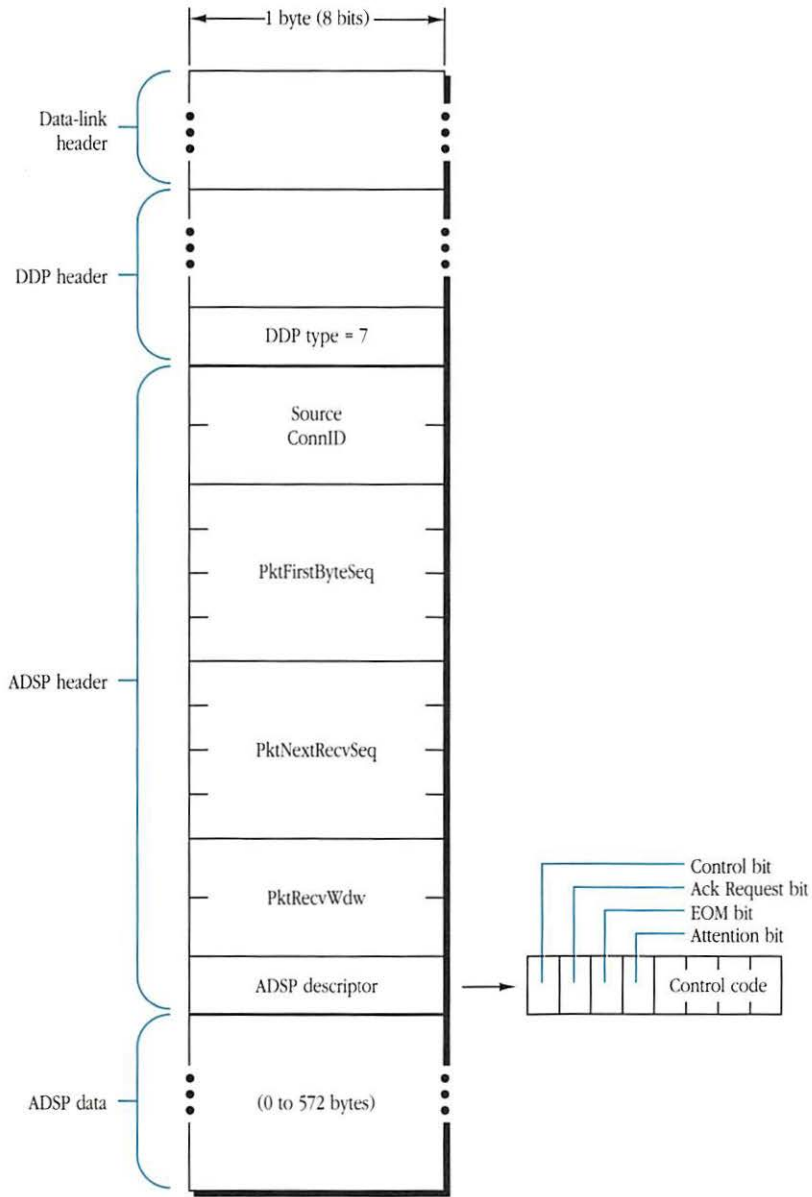 1 byte (8 bits)
Data-link
header
DDP header
DDP type = 7
Source
ConnID
PktFirstByteSeq
ADSP header
PktNextRecvSeq
PktRecvWdw
Control bit
Ack Request bit
EOM bit
Attention bit
ADSP descriptor
Control code
ADSP data
(0 to 572 bytes)